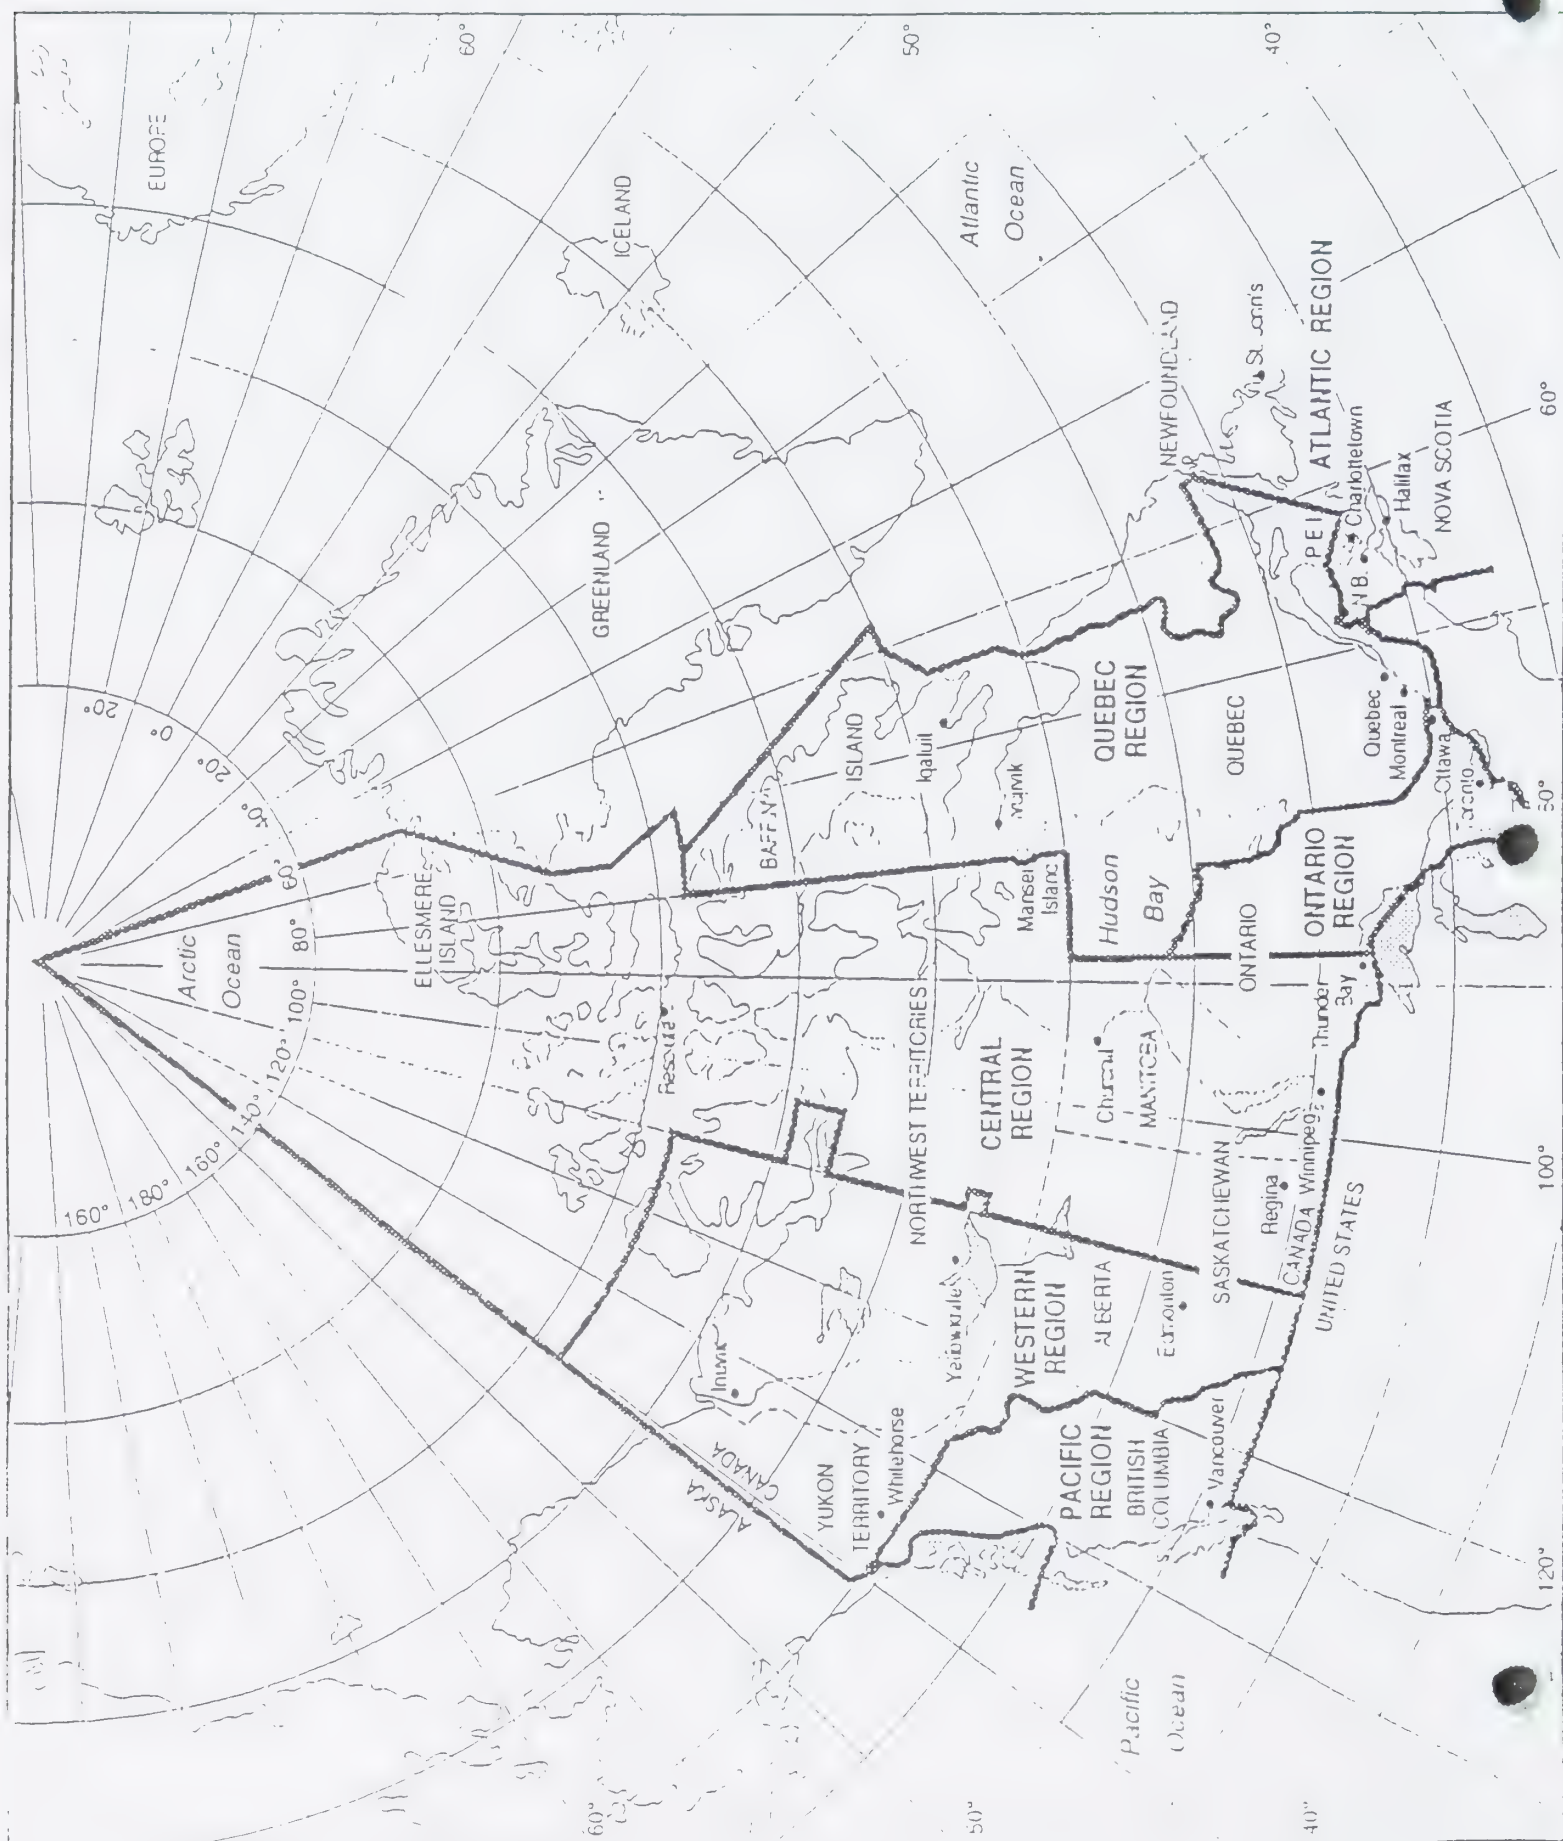 EUROPE
60°
50°
40°
ICELAND
Atlantic
Ocean
GREENLAND
20°
0°
20°
40°
60°
80°
100°
120°
140°
160°
180°
160°
Arctic
Ocean
ELLESMERE
ISLAND
BAFFIN
ISLAND
Iqaluit
Resolute
NEWFOUNDLAND
St. John's
ATLANTIC REGION
P E I
Charlottetown
N.B.
Halifax
NOVA SCOTIA
60°
QUEBEC
REGION
QUEBEC
Quebec
Montreal
Ottawa
Toronto
80°
Mansel
Island
Hudson
Bay
ONTARIO
REGION
ONTARIO
Thunder
Bay
NORTHWEST TERRITORIES
CENTRAL
REGION
Churchill
MANITOBA
Winnipeg
SASKATCHEWAN
Regina
CANADA
UNITED STATES
100°
Yellowknife
WESTERN
REGION
ALBERTA
Edmonton
Inuvik
ALASKA
CANADA
YUKON
TERRITORY
Whitehorse
PACIFIC
REGION
BRITISH
COLUMBIA
Vancouver
120°
Pacific
Ocean
60°
50°
40°